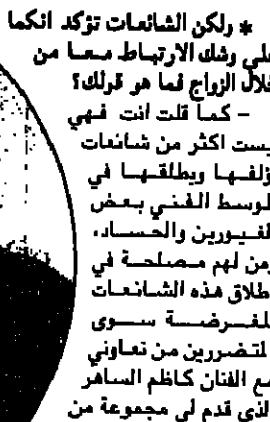 * ولكن الشائعات تؤكد انكما
على وشك الارتباط معا من
خلال الزواج فما هو قولك؟
- كما قلت انت فهي
ليست اكثر من شائعات
يؤلفها ويطلقها في
الوسط الفني بعض
الغيورين والحساد،
ومن لهم مصلحة في
اطلاق هذه الشائعات
المغرضة سوى
المتضررين من تعاوني
مع الفنان كاظم الساهر
الذي قدم لي مجموعة من